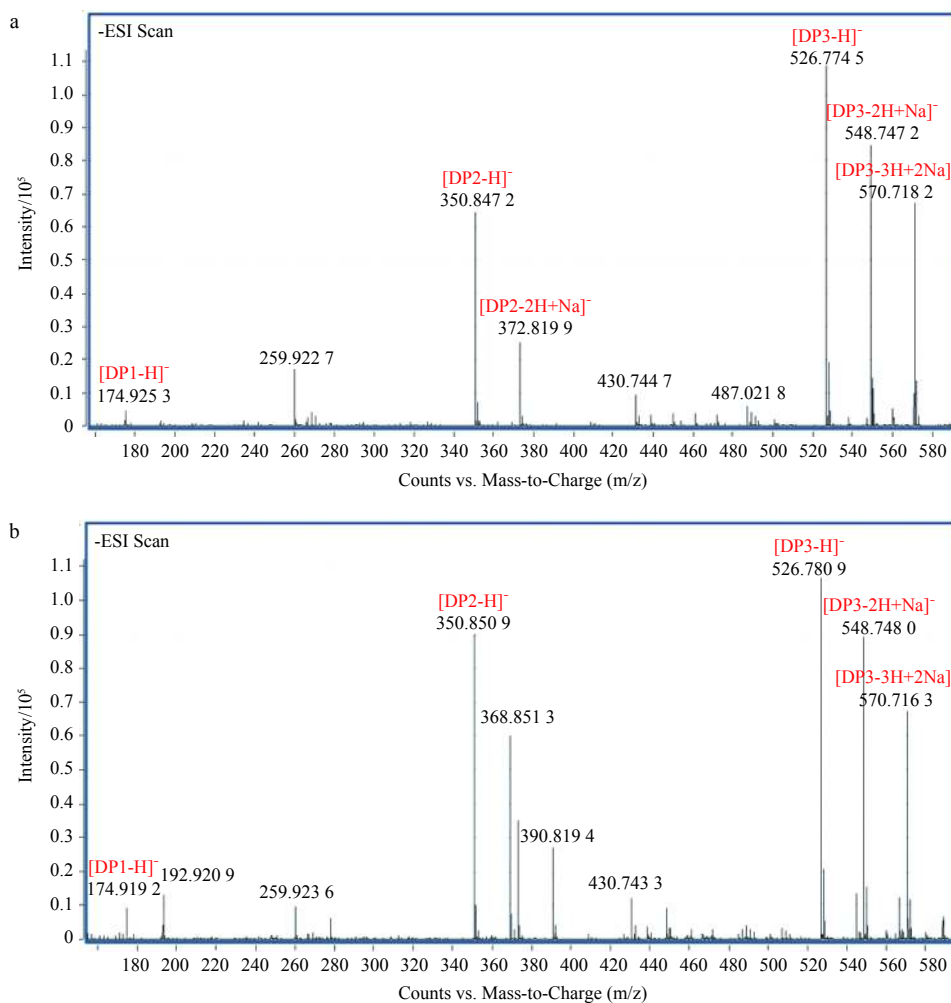 a
-ESI Scan
[DP3-H]⁻
526.774 5
[DP3-2H+Na]⁻
548.747 2
[DP3-3H+2Na]
570.718 2
[DP2-H]⁻
350.847 2
[DP2-2H+Na]⁻
372.819 9
259.922 7
430.744 7
487.021 8
[DP1-H]⁻
174.925 3
Intensity/10⁵
1.1
1.0
0.9
0.8
0.7
0.6
0.5
0.4
0.3
0.2
0.1
0
180 200 220 240 260 280 300 320 340 360 380 400 420 440 460 480 500 520 540 560 580
Counts vs. Mass-to-Charge (m/z)
b
-ESI Scan
[DP3-H]⁻
526.780 9
[DP2-H]⁻
350.850 9
[DP3-2H+Na]⁻
548.748 0
[DP3-3H+2Na]
570.716 3
368.851 3
390.819 4
[DP1-H]⁻
174.919 2
192.920 9
259.923 6
430.743 3
Intensity/10⁵
1.1
1.0
0.9
0.8
0.7
0.6
0.5
0.4
0.3
0.2
0.1
0
180 200 220 240 260 280 300 320 340 360 380 400 420 440 460 480 500 520 540 560 580
Counts vs. Mass-to-Charge (m/z)